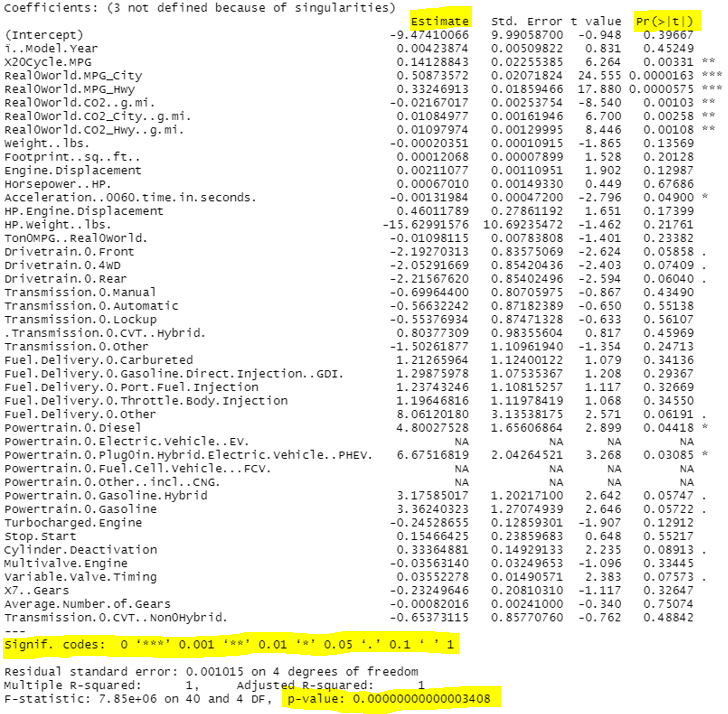 Coefficients: (3 not defined because of singularities)
Estimate Std. Error t value Pr(>|t|)
(Intercept) -9.47410066 9.99058700 -0.948 0.39667
ï..Model.Year 0.00423874 0.00509822 0.831 0.45249
X20Cycle.MPG 0.14128843 0.02255385 6.264 0.00331 **
Real0World.MPG_City 0.50873572 0.02071824 24.555 0.0000163 ***
Real0World.MPG_Hwy 0.33246913 0.01859466 17.880 0.0000575 ***
Real0World.CO2..g.mi. -0.02167017 0.00253754 -8.540 0.00103 **
Real0World.CO2_City..g.mi. 0.01084977 0.00161946 6.700 0.00258 **
Real0World.CO2_Hwy..g.mi. 0.01097974 0.00129995 8.446 0.00108 **
Weight..lbs. -0.00020351 0.00010915 -1.865 0.13569
Footprint..sq..ft.. 0.00012068 0.00007899 1.528 0.20128
Engine.Displacement 0.00211077 0.00110951 1.902 0.12987
Horsepower..HP. 0.00067010 0.00149330 0.449 0.67686
Acceleration..0060.time.in.seconds. -0.00131984 0.00047200 -2.796 0.04900 *
HP.Engine.Displacement 0.46011789 0.27861192 1.651 0.17399
HP.Weight..lbs. -15.62991576 10.69235472 -1.462 0.21761
Ton0MPG..Real0World. -0.01098115 0.00783808 -1.401 0.23382
Drivetrain.0.Front -2.19270313 0.83575069 -2.624 0.05858 .
Drivetrain.0.4WD -2.05291669 0.85420436 -2.403 0.07409 .
Drivetrain.0.Rear -2.21567620 0.85402496 -2.594 0.06040 .
Transmission.0.Manual -0.69964400 0.80705975 -0.867 0.43490
Transmission.0.Automatic -0.56632242 0.87182389 -0.650 0.55138
Transmission.0.Lockup -0.55376934 0.87471328 -0.633 0.56107
.Transmission.0.CVT..Hybrid. 0.80377309 0.98355604 0.817 0.45969
Transmission.0.Other -1.50261877 1.10961940 -1.354 0.24713
Fuel.Delivery.0.Carbureted 1.21265964 1.12400122 1.079 0.34136
Fuel.Delivery.0.Gasoline.Direct.Injection..GDI. 1.29875978 1.07535367 1.208 0.29367
Fuel.Delivery.0.Port.Fuel.Injection 1.23743246 1.10815257 1.117 0.32669
Fuel.Delivery.0.Throttle.Body.Injection 1.19646816 1.11978419 1.068 0.34550
Fuel.Delivery.0.Other 8.06120180 3.13538175 2.571 0.06191 .
Powertrain.0.Diesel 4.80027528 1.65606864 2.899 0.04418 *
Powertrain.0.Electric.Vehicle..EV. NA NA NA NA
Powertrain.0.Plug0in.Hybrid.Electric.Vehicle..PHEV. 6.67516819 2.04264521 3.268 0.03085 *
Powertrain.0.Fuel.Cell.Vehicle...FCV. NA NA NA NA
Powertrain.0.Other..incl..CNG. NA NA NA NA
Powertrain.0.Gasoline.Hybrid 3.17585017 1.20217100 2.642 0.05747 .
Powertrain.0.Gasoline 3.36240323 1.27074939 2.646 0.05722 .
Turbocharged.Engine -0.24528655 0.12859301 -1.907 0.12912
Stop.Start 0.15466425 0.23859683 0.648 0.55217
Cylinder.Deactivation 0.33364881 0.14929133 2.235 0.08913 .
Multivalve.Engine -0.03563140 0.03249653 -1.096 0.33445
Variable.Valve.Timing 0.03552278 0.01490571 2.383 0.07573 .
X7..Gears -0.23249646 0.20810310 -1.117 0.32647
Average.Number.of.Gears -0.00082016 0.00241000 -0.340 0.75074
Transmission.0.CVT..Non0Hybrid. -0.65373115 0.85770760 -0.762 0.48842
---
Signif. codes: 0 ‘***’ 0.001 ‘**’ 0.01 ‘*’ 0.05 ‘.’ 0.1 ‘ ’ 1
Residual standard error: 0.001015 on 4 degrees of freedom
Multiple R-squared: 1, Adjusted R-squared: 1
F-statistic: 7.85e+06 on 40 and 4 DF, p-value: 0.00000000000003408